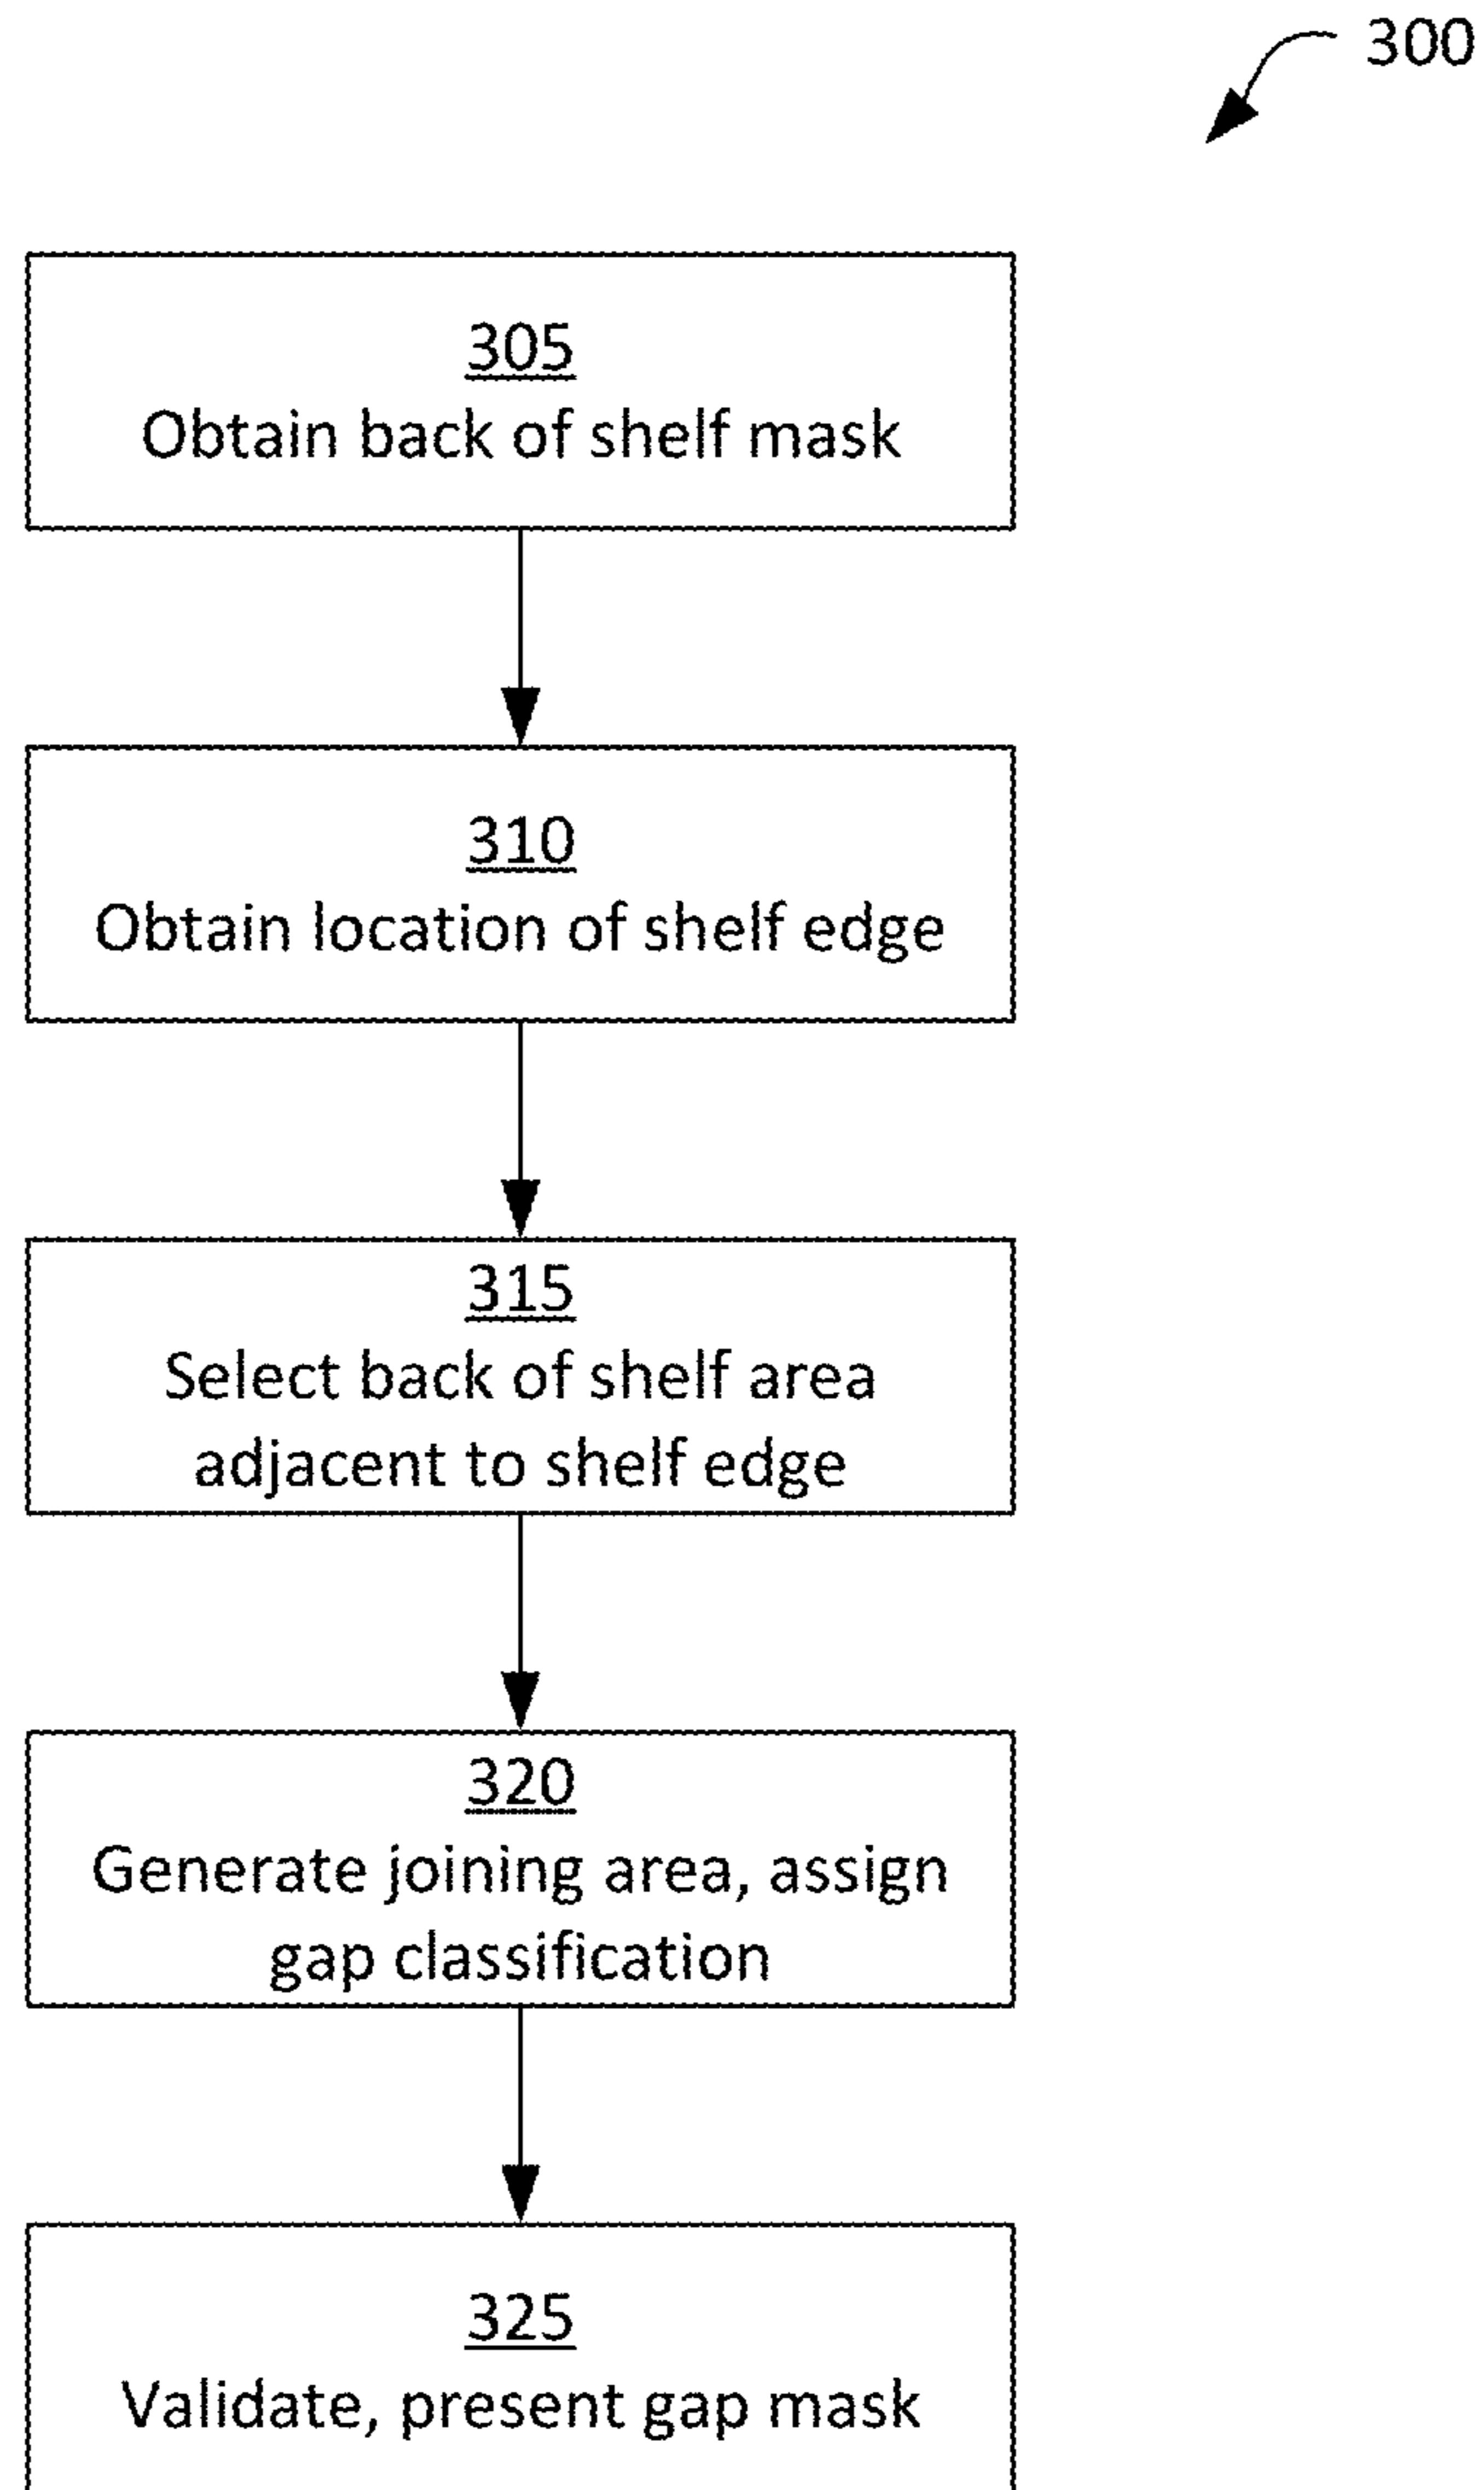 300
305
Obtain back of shelf mask
310
Obtain location of shelf edge
315
Select back of shelf area
adjacent to shelf edge
320
Generate joining area, assign
gap classification
325
Validate, present gap mask